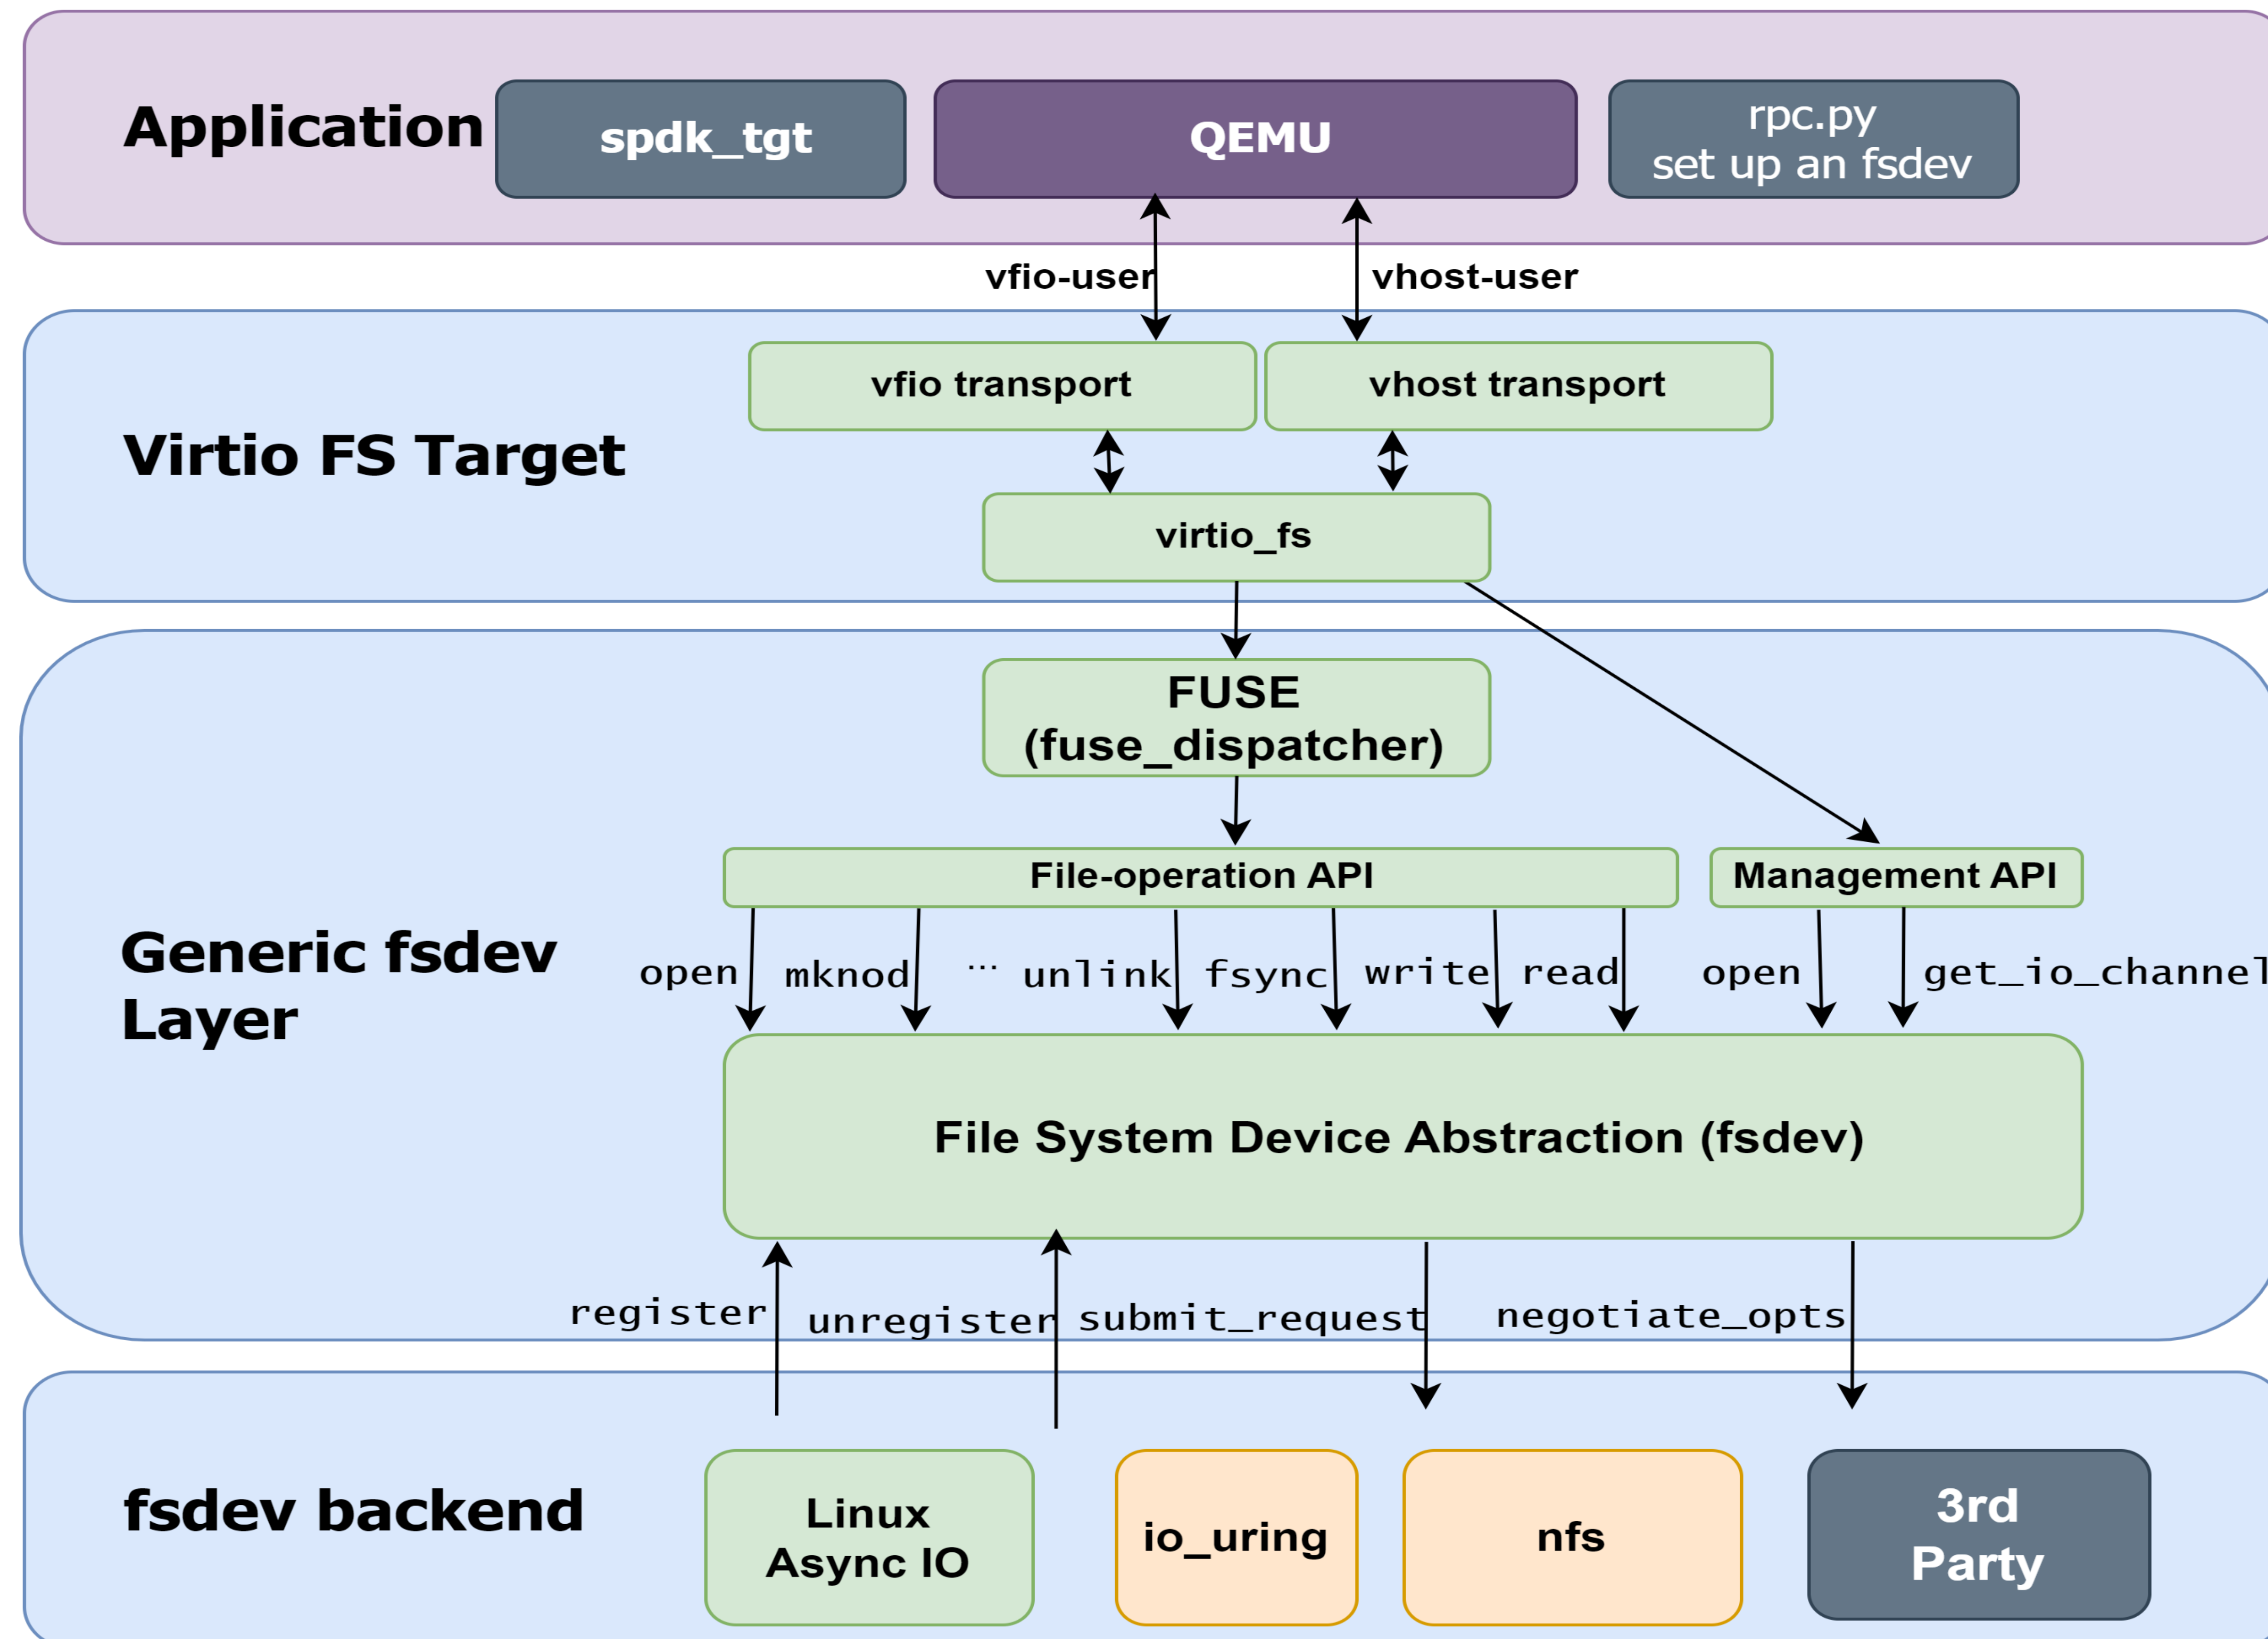 Application
spdk_tgt
QEMU
rpc.py
set up an fsdev
vfio-user
vhost-user
vfio transport
vhost transport
Virtio FS Target
virtio_fs
FUSE
(fuse_dispatcher)
File-operation API
Management API
Generic fsdev
Layer
open
mknod
...
unlink
fsync
write
read
open
get_io_channel
File System Device Abstraction (fsdev)
register
unregister
submit_request
negotiate_opts
fsdev backend
Linux
Async IO
io_uring
nfs
3rd
Party